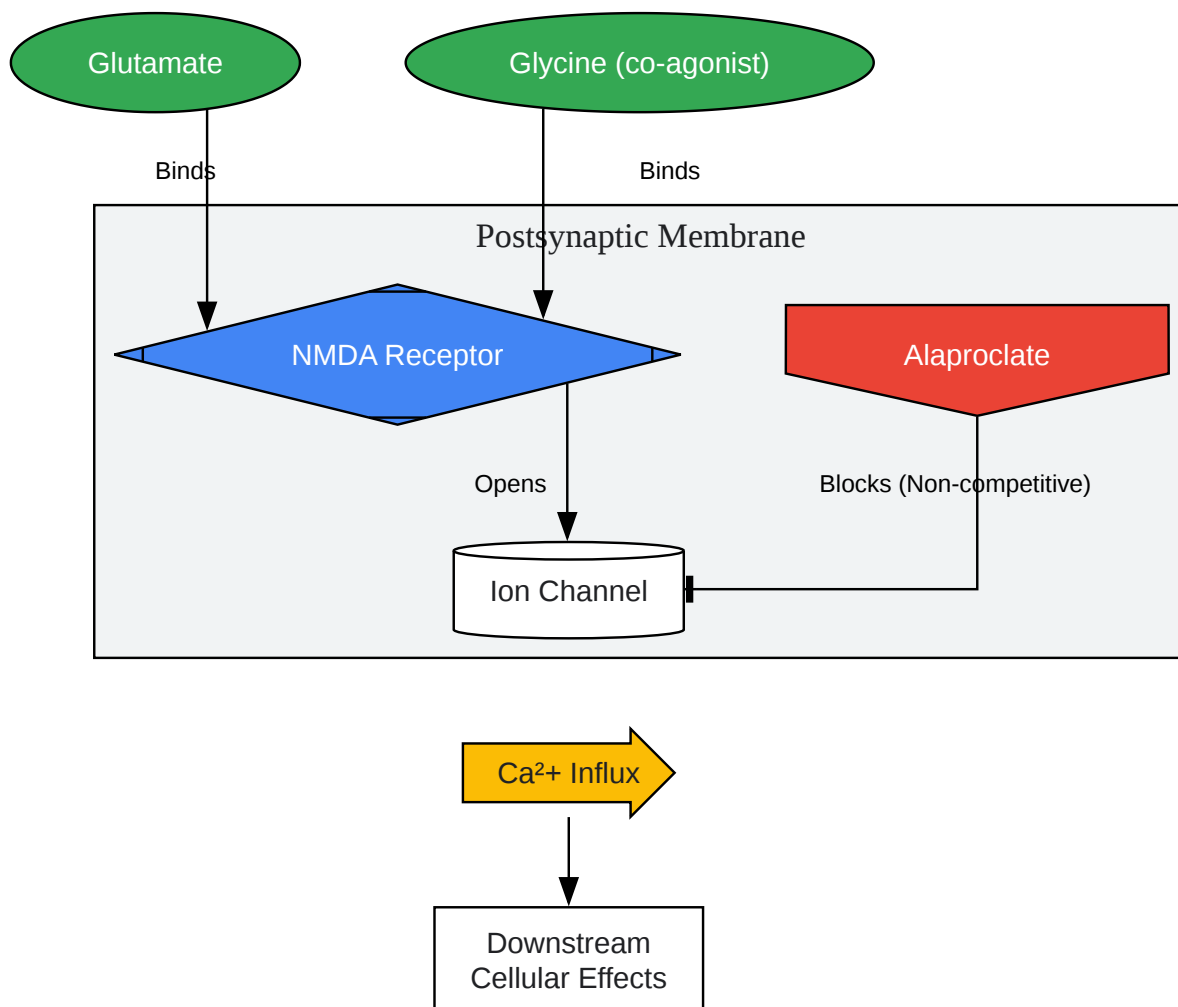 Glutamate
Glycine (co-agonist)
Binds
Binds
Postsynaptic Membrane
NMDA Receptor
Alaproclate
Opens
Blocks (Non-competitive)
Ion Channel
Ca²+ Influx
Downstream
Cellular Effects